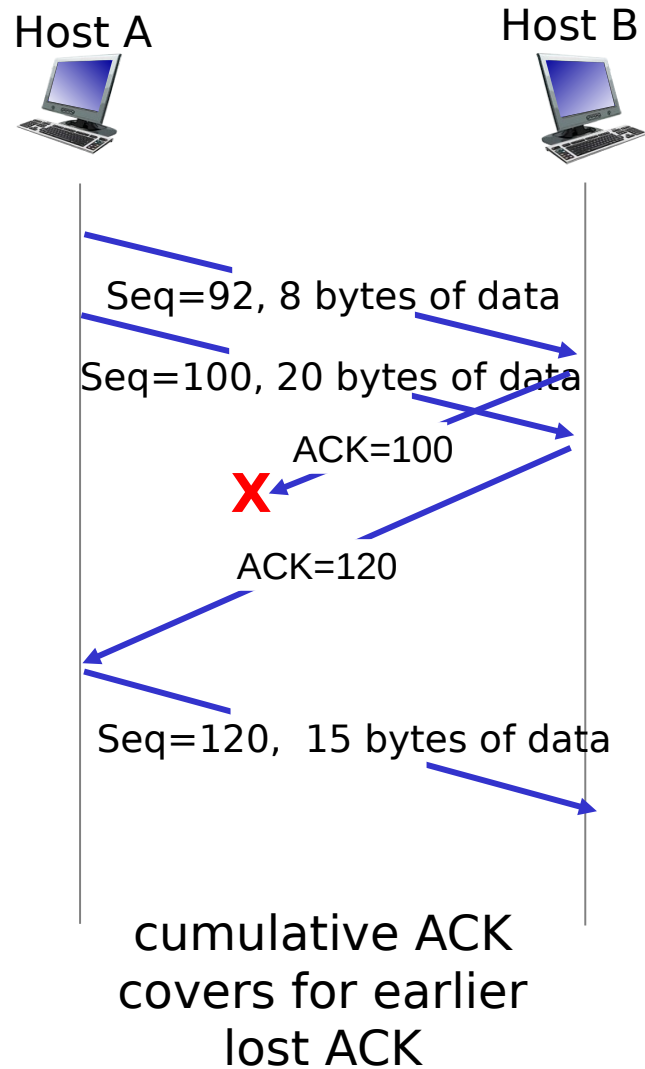 Host A
Host B
Seq=92, 8 bytes of data
Seq=100, 20 bytes of data
ACK=100
X
ACK=120
Seq=120,  15 bytes of data
cumulative ACK
covers for earlier
lost ACK